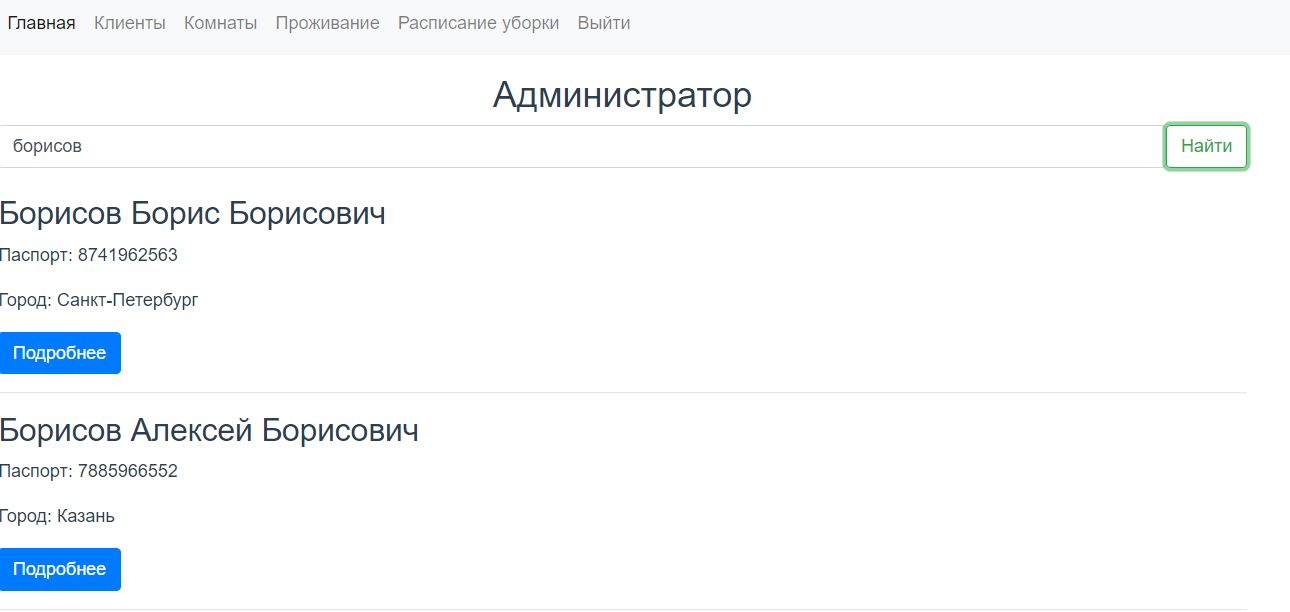 Главная Клиенты Комнаты Проживание Расписание уборки Выйти
Администратор
борисов Найти
Борисов Борис Борисович
Паспорт: 8741962563
Город: Санкт-Петербург
Подробнее
Борисов Алексей Борисович
Паспорт: 7885966552
Город: Казань
Подробнее